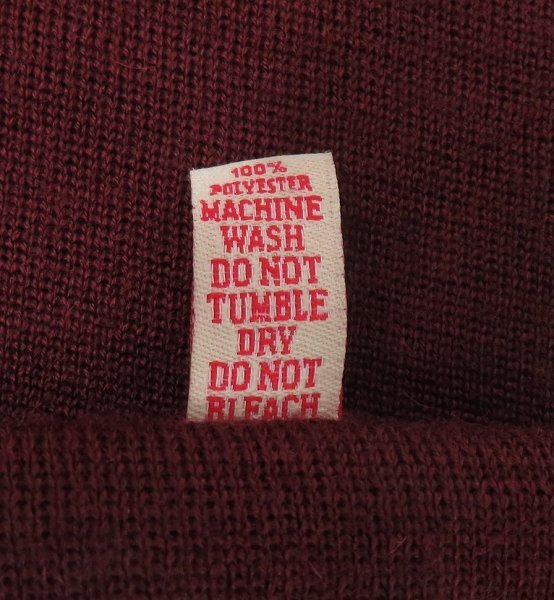 100%
POLYESTER
MACHINE
WASH
DO NOT
TUMBLE
DRY
DO NOT
BLEACH